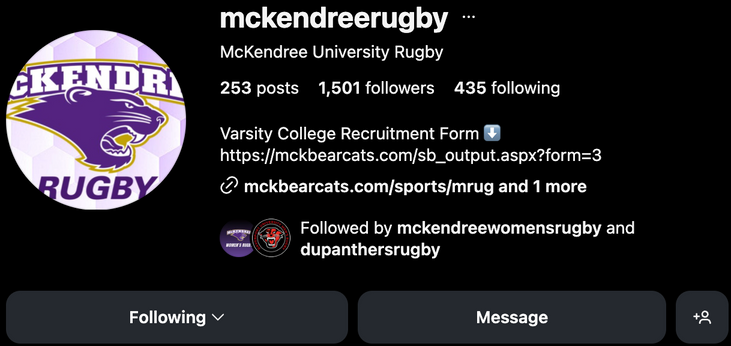 mckendreerugby ...
McKendree University Rugby
253 posts 1,501 followers 435 following
CKENDRE
RUGBY
Varsity College Recruitment Form ⬇️
https://mckbearcats.com/sb_output.aspx?form=3
mckbearcats.com/sports/mrug and 1 more
Followed by mckendreewomensrugby and
dupanthersrugby
Following
Message